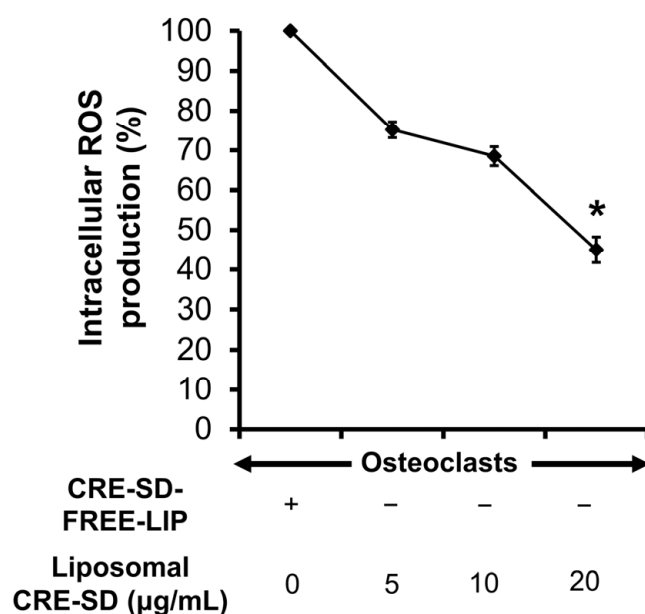 Intracellular ROS
production (%)
100
90
80
70
60
50
40
30
20
10
0
*
Osteoclasts
CRE-SD-
FREE-LIP
+ – – –
Liposomal
CRE-SD (µg/mL)
0 5 10 20